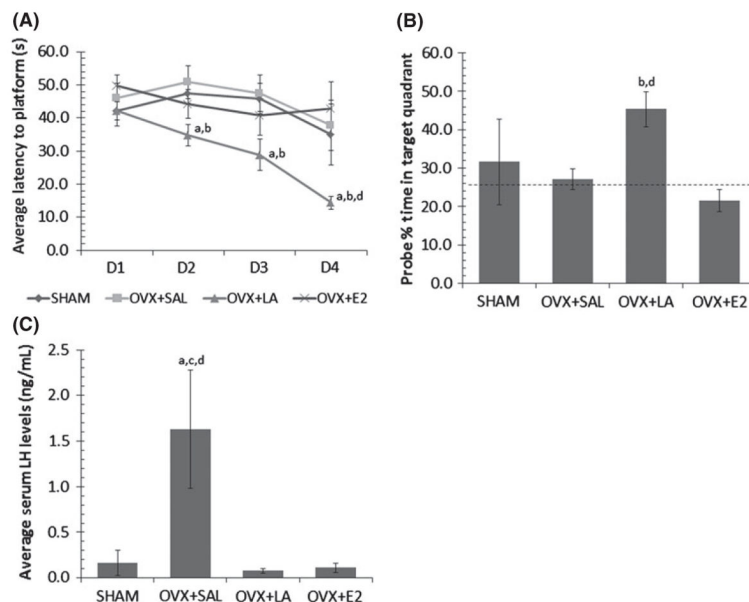 (A)
Average latency to platform (s)
60.0
50.0
40.0
30.0
20.0
10.0
0.0
a,b
a,b
a,b,d
D1 D2 D3 D4
SHAM OVX+SAL OVX+LA OVX+E2
(B)
Probe % time in target quadrant
60.0
50.0
40.0
30.0
20.0
10.0
0.0
b,d
SHAM OVX+SAL OVX+LA OVX+E2
(C)
Average serum LH levels (ng/mL)
2.5
2.0
1.5
1.0
0.5
0.0
a,c,d
SHAM OVX+SAL OVX+LA OVX+E2